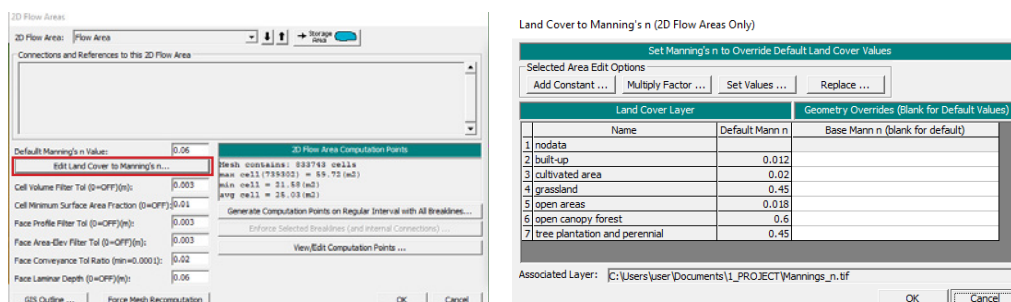 2D Flow Areas
2D Flow Area: Flow Area
Storage Area
Connections and References to this 2D Flow Area
Default Manning's n Value: 0.06
Edit Land Cover to Manning's n...
Cell Volume Filter Tol (0=OFF)(m): 0.003
Cell Minimum Surface Area Fraction (0=OFF): 0.01
Face Profile Filter Tol (0=OFF)(m): 0.003
Face Area-Elev Filter Tol (0=OFF)(m): 0.003
Face Conveyance Tol Ratio (min=0.0001): 0.02
Face Laminar Depth (0=OFF)(m): 0.06
2D Flow Area Computation Points
Mesh contains: 833743 cells
max cell(739302) = 59.72(m2)
min cell = 21.58(m2)
avg cell = 25.03(m2)
Generate Computation Points on Regular Interval with All Breaklines...
Enforce Selected Breaklines (and internal Connections) ...
View/Edit Computation Points ...
GIS Outline ... Force Mesh Recomputation OK Cancel
Land Cover to Manning's n (2D Flow Areas Only)
Set Manning's n to Override Default Land Cover Values
Selected Area Edit Options
Add Constant ... Multiply Factor ... Set Values ... Replace ...
Land Cover Layer Geometry Overrides (Blank for Default Values)
Name Default Mann n Base Mann n (blank for default)
1 nodata
2 built-up 0.012
3 cultivated area 0.02
4 grassland 0.45
5 open areas 0.018
6 open canopy forest 0.6
7 tree plantation and perennial 0.45
Associated Layer: C:\Users\user\Documents\1_PROJECT\Mannings_n.tif
OK Cancel